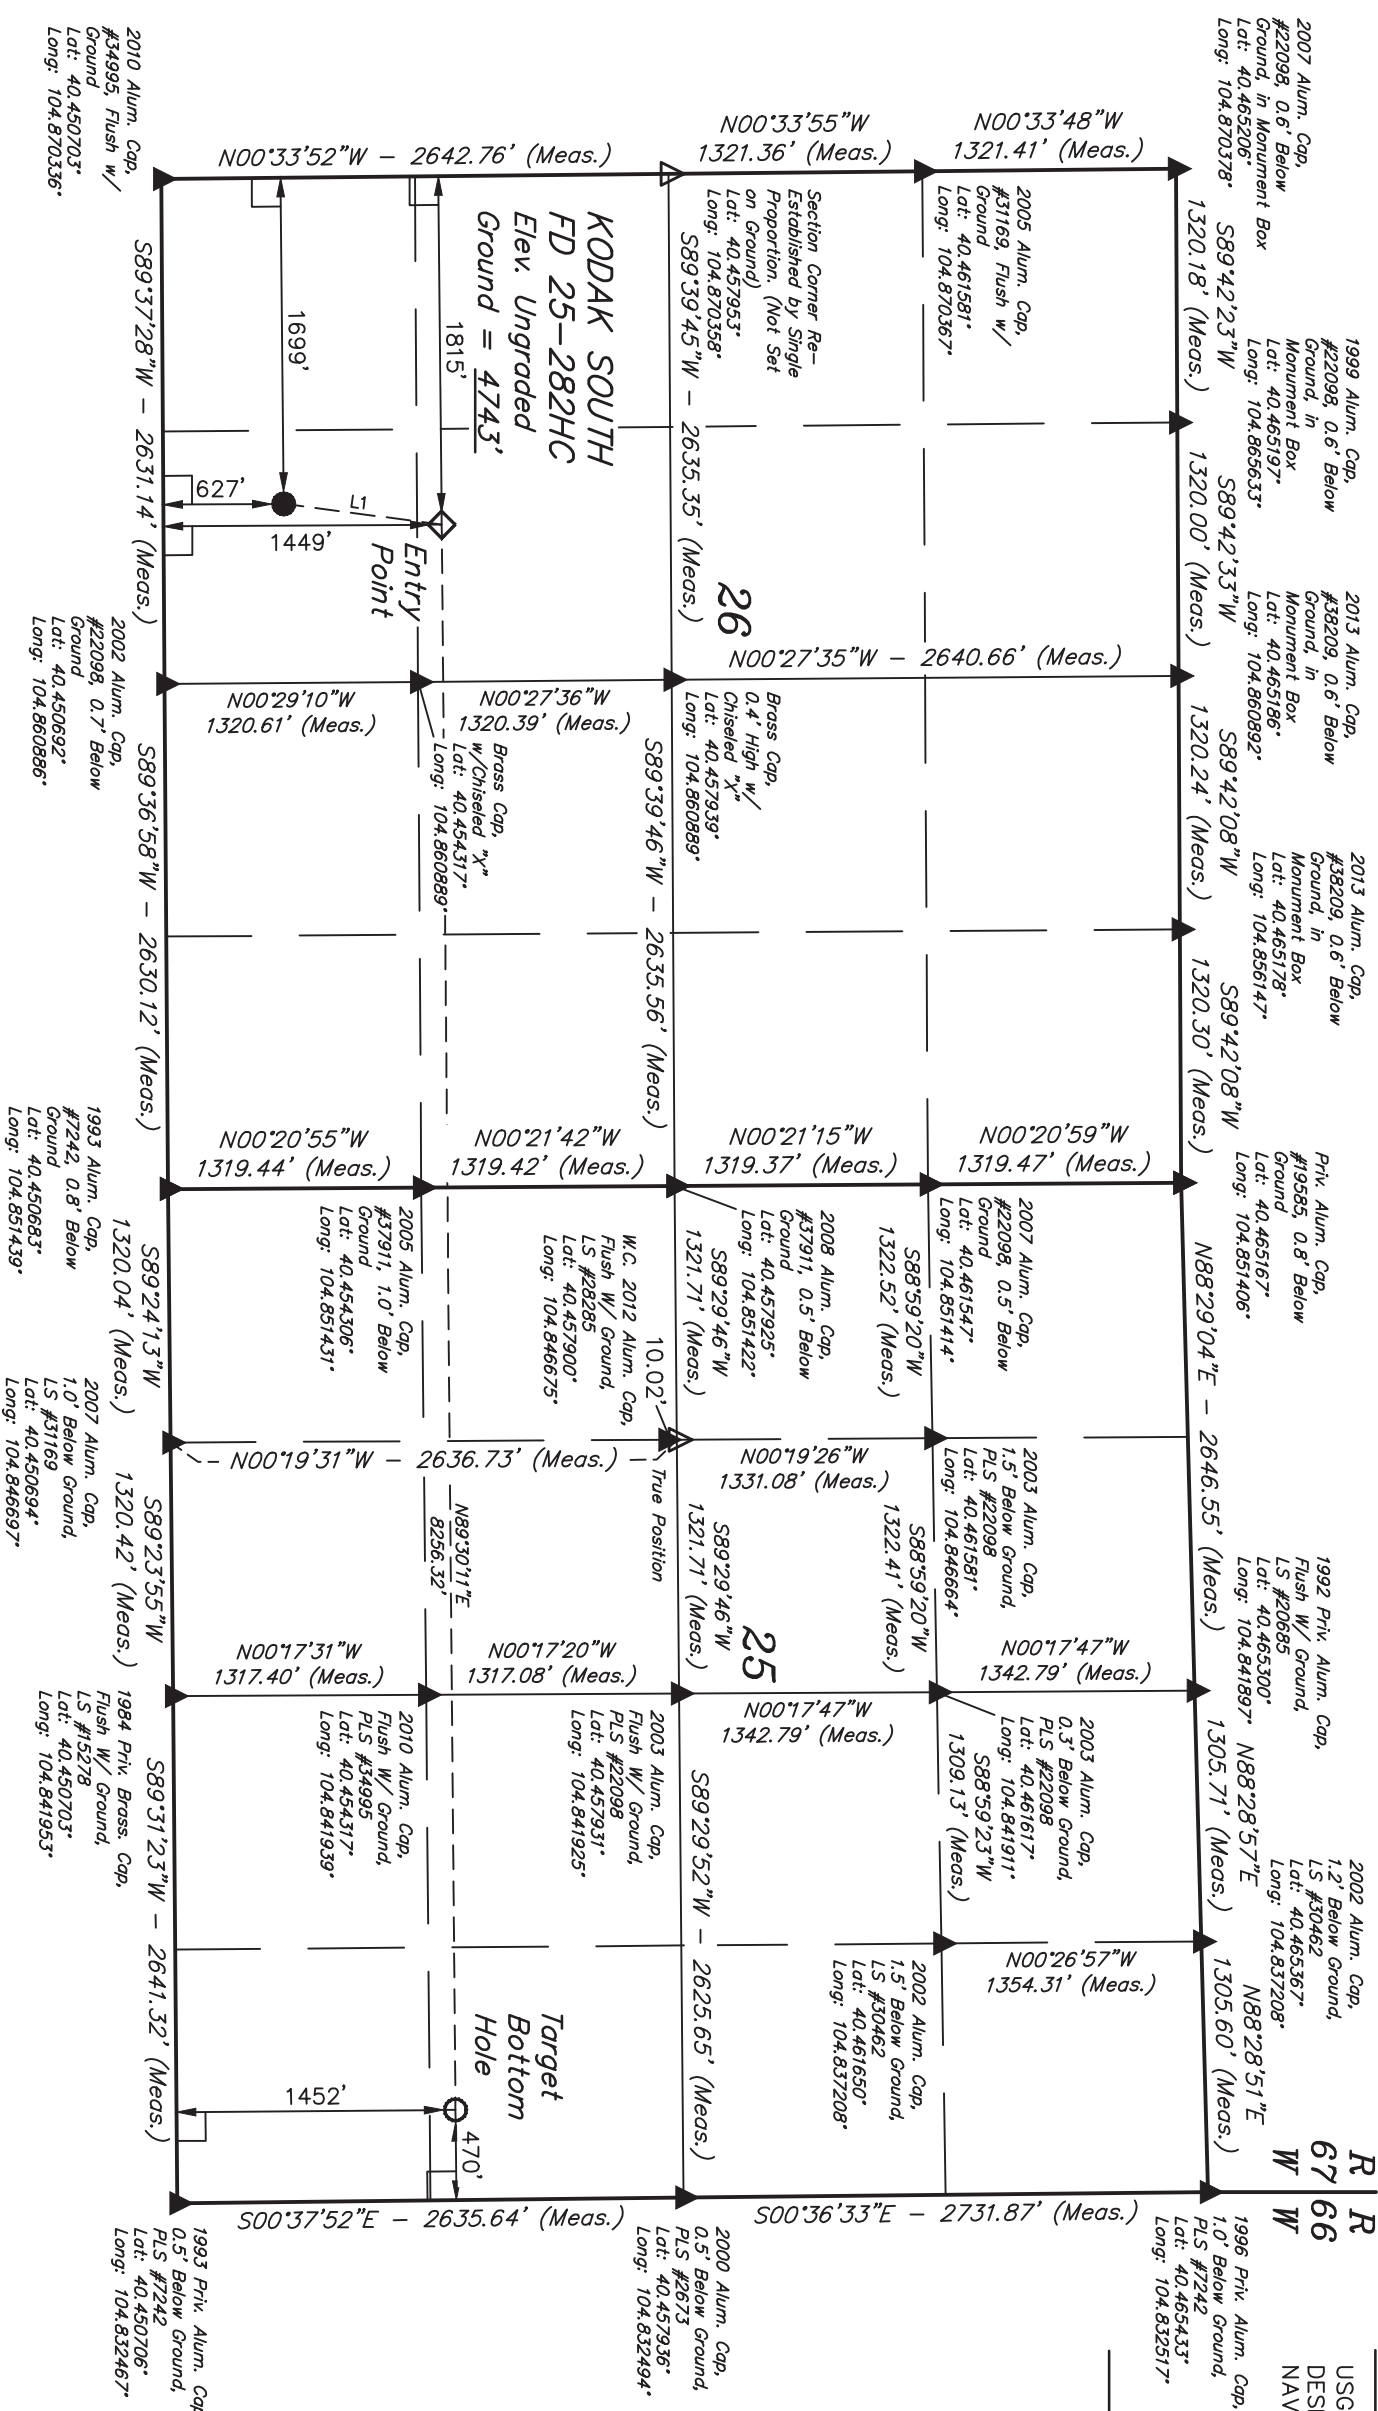 2007 Alum. Cap,
#22098, 0.6' Below
Ground, in Monument Box
Lat: 40.465206°
Long: 104.870378°
S89°42'23"W
1320.18' (Meas.)
1999 Alum. Cap,
#22098, 0.6' Below
Ground, in
Monument Box
Lat: 40.465197°
Long: 104.865633°
S89°42'33"W
1320.00' (Meas.)
2013 Alum. Cap,
#38209, 0.6' Below
Ground, in
Monument Box
Lat: 40.465186°
Long: 104.860892°
S89°42'08"W
1320.24' (Meas.)
2013 Alum. Cap,
#38209, 0.6' Below
Ground, in
Monument Box
Lat: 40.465178°
Long: 104.856147°
S89°42'08"W
1320.30' (Meas.)
Priv. Alum. Cap,
#19585, 0.8' Below
Ground
Lat: 40.465167°
Long: 104.851406°
N88°29'04"E - 2646.55' (Meas.)
1992 Priv. Alum. Cap,
Flush W/ Ground,
LS #20685
Lat: 40.465300°
Long: 104.841897°
N88°28'57"E
1305.71' (Meas.)
2002 Alum. Cap,
1.2' Below Ground,
LS #30462
Lat: 40.465367°
Long: 104.837208°
N88°28'51"E
1305.60' (Meas.)
R R
67 66
W W
1996 Priv. Alum. Cap,
1.0' Below Ground,
PLS #7242
Lat: 40.465433°
Long: 104.832517°
USG
DESI
NAV
N00°33'48"W
1321.41' (Meas.)
N00°33'55"W
1321.36' (Meas.)
N00°33'52"W - 2642.76' (Meas.)
2005 Alum. Cap,
#31169, Flush w/
Ground
Lat: 40.461581°
Long: 104.870367°
Section Corner Re-
Established by Single
Proportion. (Not Set
on Ground)
Lat: 40.457953°
Long: 104.870358°
S89°39'45"W - 2635.35' (Meas.)
26
N00°27'35"W - 2640.66' (Meas.)
Brass Cap,
0.4' High w/
Chiseled "X"
Lat: 40.457939°
Long: 104.860889°
S89°39'46"W - 2635.56' (Meas.)
KODAK SOUTH
FD 25-282HC
Elev. Ungraded
Ground = 4743'
1815'
1699'
627'
L1
1449'
Entry
Point
N00°29'10"W
1320.61' (Meas.)
N00°27'36"W
1320.39' (Meas.)
Brass Cap,
w/Chiseled "X"
Lat: 40.454317°
Long: 104.860889°
N00°20'55"W
1319.44' (Meas.)
N00°21'42"W
1319.42' (Meas.)
N00°21'15"W
1319.37' (Meas.)
N00°20'59"W
1319.47' (Meas.)
2007 Alum. Cap,
#22098, 0.5' Below
Ground
Lat: 40.461547°
Long: 104.851414°
S88°59'20"W
1322.52' (Meas.)
2008 Alum. Cap,
#37911, 0.5' Below
Ground
Lat: 40.457925°
Long: 104.851422°
S89°29'46"W
1321.71' (Meas.)
W.C. 2012 Alum. Cap,
Flush W/ Ground,
LS #28285
Lat: 40.457900°
Long: 104.846675°
10.02'
True Position
2005 Alum. Cap,
#37911, 1.0' Below
Ground
Lat: 40.454306°
Long: 104.851431°
N00°19'31"W - 2636.73' (Meas.)
N00°19'26"W
1331.08' (Meas.)
2003 Alum. Cap,
1.5' Below Ground,
PLS #22098
Lat: 40.461581°
Long: 104.846664°
S88°59'20"W
1322.41' (Meas.)
25
S89°29'46"W
1321.71' (Meas.)
N89°30'11"E
8256.32'
N00°17'31"W
1317.40' (Meas.)
N00°17'20"W
1317.08' (Meas.)
N00°17'47"W
1342.79' (Meas.)
N00°17'47"W
1342.79' (Meas.)
2003 Alum. Cap,
0.3' Below Ground,
PLS #22098
Lat: 40.461617°
Long: 104.841911°
S88°59'23"W
1309.13' (Meas.)
2003 Alum. Cap,
Flush W/ Ground,
PLS #22098
Lat: 40.457931°
Long: 104.841925°
S89°29'52"W - 2625.65' (Meas.)
2010 Alum. Cap,
Flush W/ Ground,
PLS #34995
Lat: 40.454317°
Long: 104.841939°
N00°26'57"W
1354.31' (Meas.)
2002 Alum. Cap,
1.5' Below Ground,
LS #30462
Lat: 40.461650°
Long: 104.837208°
Target
Bottom
Hole
1452'
470'
S00°37'52"E - 2635.64' (Meas.)
S00°36'33"E - 2731.87' (Meas.)
2000 Alum. Cap,
0.5' Below Ground,
PLS #2673
Lat: 40.457936°
Long: 104.832494°
2010 Alum. Cap,
#34995, Flush w/
Ground
Lat: 40.450703°
Long: 104.870336°
S89°37'28"W - 2631.14' (Meas.)
2002 Alum. Cap,
#22098, 0.7' Below
Ground
Lat: 40.450692°
Long: 104.860886°
S89°36'58"W - 2630.12' (Meas.)
1993 Alum. Cap,
#7242, 0.8' Below
Ground
Lat: 40.450683°
Long: 104.851439°
S89°24'13"W
1320.04' (Meas.)
2007 Alum. Cap,
1.0' Below Ground,
LS #31169
Lat: 40.450694°
Long: 104.846697°
S89°23'55"W
1320.42' (Meas.)
1984 Priv. Brass. Cap,
Flush W/ Ground,
LS #15278
Lat: 40.450703°
Long: 104.841953°
S89°31'23"W - 2641.32' (Meas.)
1993 Priv. Alum. Cap
0.5' Below Ground,
PLS #7242
Lat: 40.450706°
Long: 104.832467°